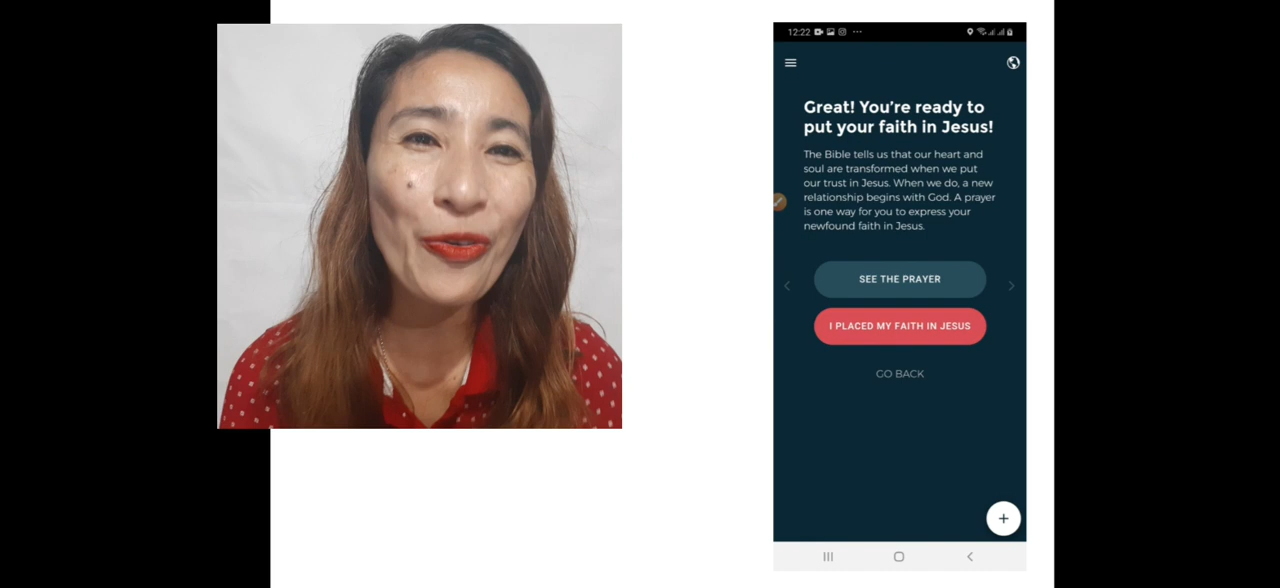 12:22
Great! You’re ready to
put your faith in Jesus!
The Bible tells us that our heart and
soul are transformed when we put
our trust in Jesus. When we do, a new
relationship begins with God. A prayer
is one way for you to express your
newfound faith in Jesus.
SEE THE PRAYER
I PLACED MY FAITH IN JESUS
GO BACK